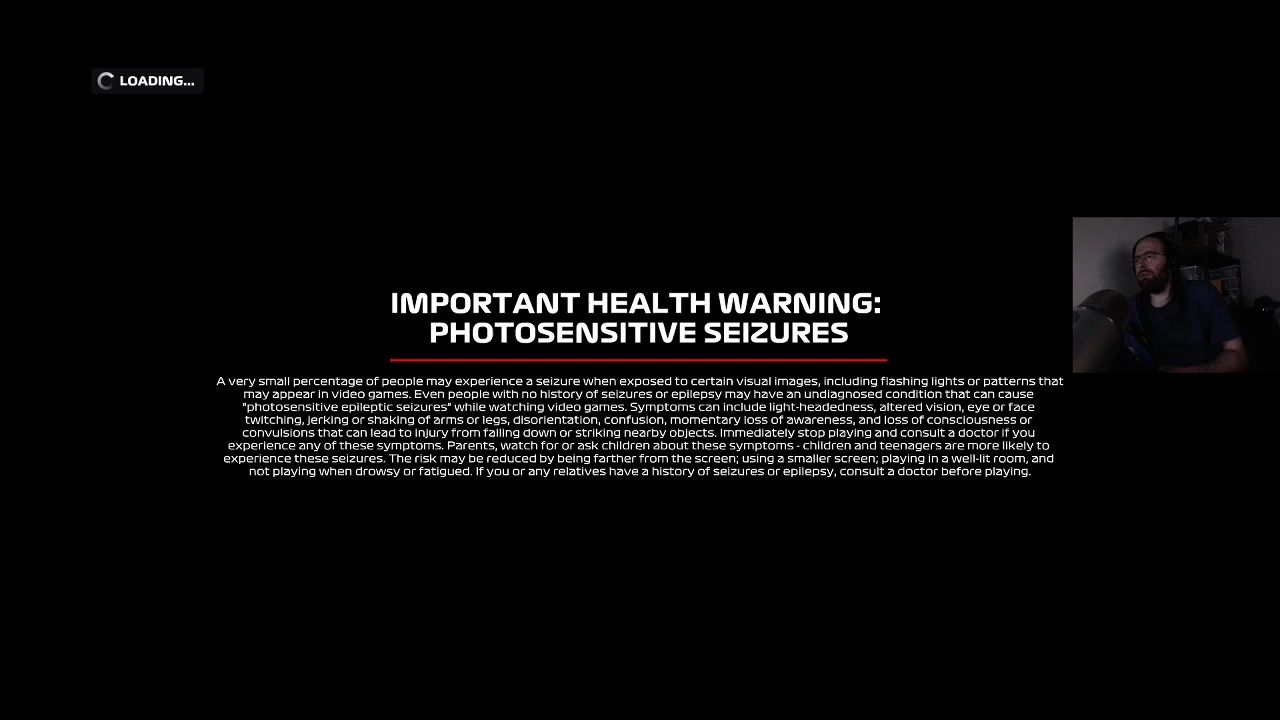 LOADING...
IMPORTANT HEALTH WARNING:
PHOTOSENSITIVE SEIZURES
A very small percentage of people may experience a seizure when exposed to certain visual images, including flashing lights or patterns that
may appear in video games. Even people with no history of seizures or epilepsy may have an undiagnosed condition that can cause
"photosensitive epileptic seizures" while watching video games. Symptoms can include light-headedness, altered vision, eye or face
twitching, jerking or shaking of arms or legs, disorientation, confusion, momentary loss of awareness, and loss of consciousness or
convulsions that can lead to injury from falling down or striking nearby objects. Immediately stop playing and consult a doctor if you
experience any of these symptoms. Parents, watch for or ask children about these symptoms - children and teenagers are more likely to
experience these seizures. The risk may be reduced by being farther from the screen; using a smaller screen; playing in a well-lit room, and
not playing when drowsy or fatigued. If you or any relatives have a history of seizures or epilepsy, consult a doctor before playing.